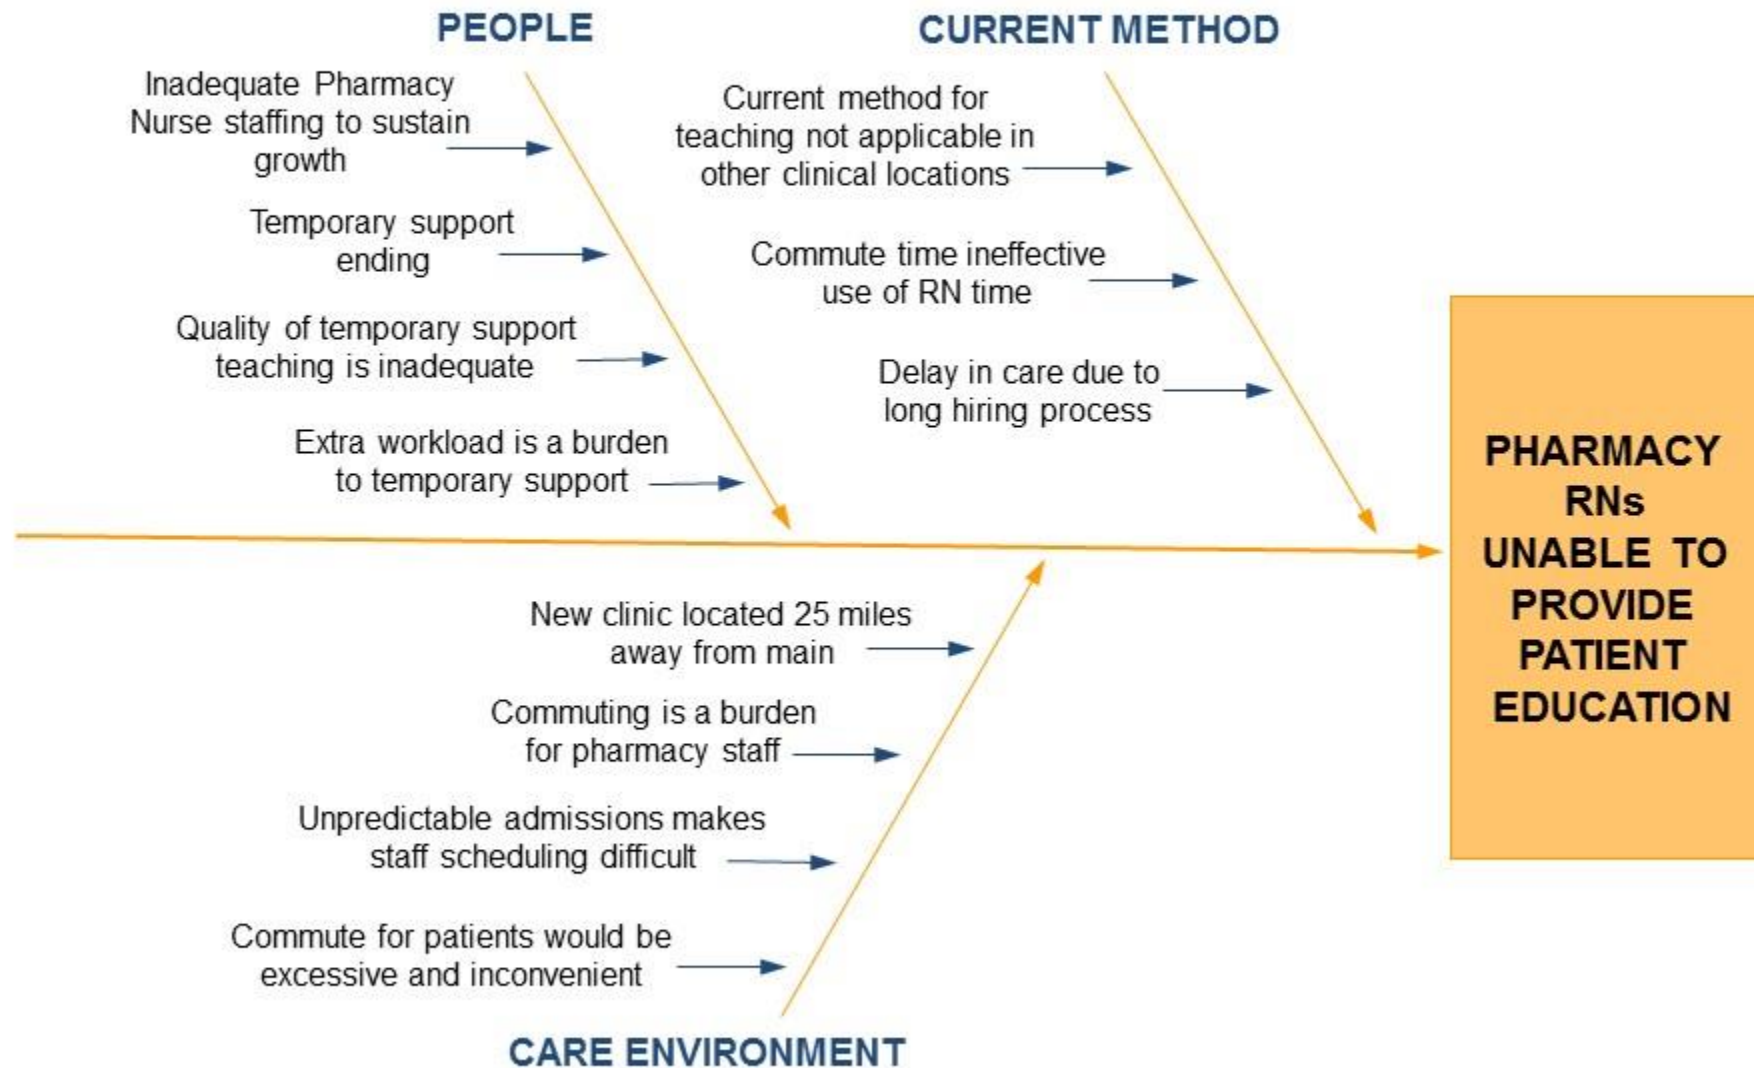 PEOPLE
Inadequate Pharmacy
Nurse staffing to sustain
growth
Temporary support
ending
Quality of temporary support
teaching is inadequate
Extra workload is a burden
to temporary support
CURRENT METHOD
Current method for
teaching not applicable in
other clinical locations
Commute time ineffective
use of RN time
Delay in care due to
long hiring process
New clinic located 25 miles
away from main
Commuting is a burden
for pharmacy staff
Unpredictable admissions makes
staff scheduling difficult
Commute for patients would be
excessive and inconvenient
CARE ENVIRONMENT
PHARMACY
RNs
UNABLE TO
PROVIDE
PATIENT
EDUCATION